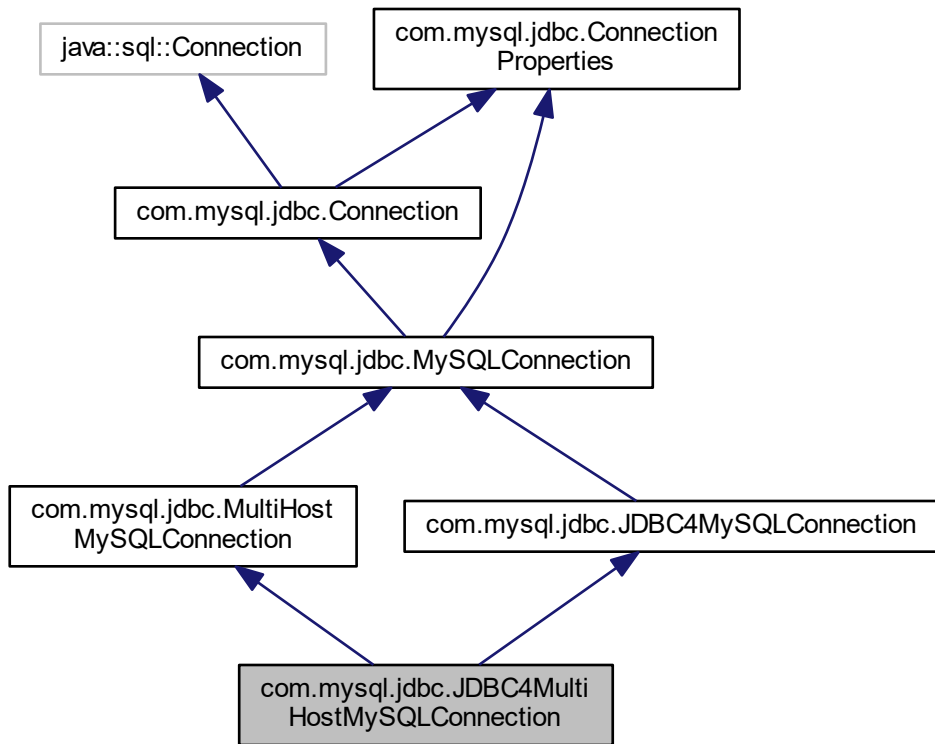 java::sql::Connection
com.mysql.jdbc.Connection
Properties
com.mysql.jdbc.Connection
com.mysql.jdbc.MySQLConnection
com.mysql.jdbc.MultiHost
MySQLConnection
com.mysql.jdbc.JDBC4MySQLConnection
com.mysql.jdbc.JDBC4Multi
HostMySQLConnection